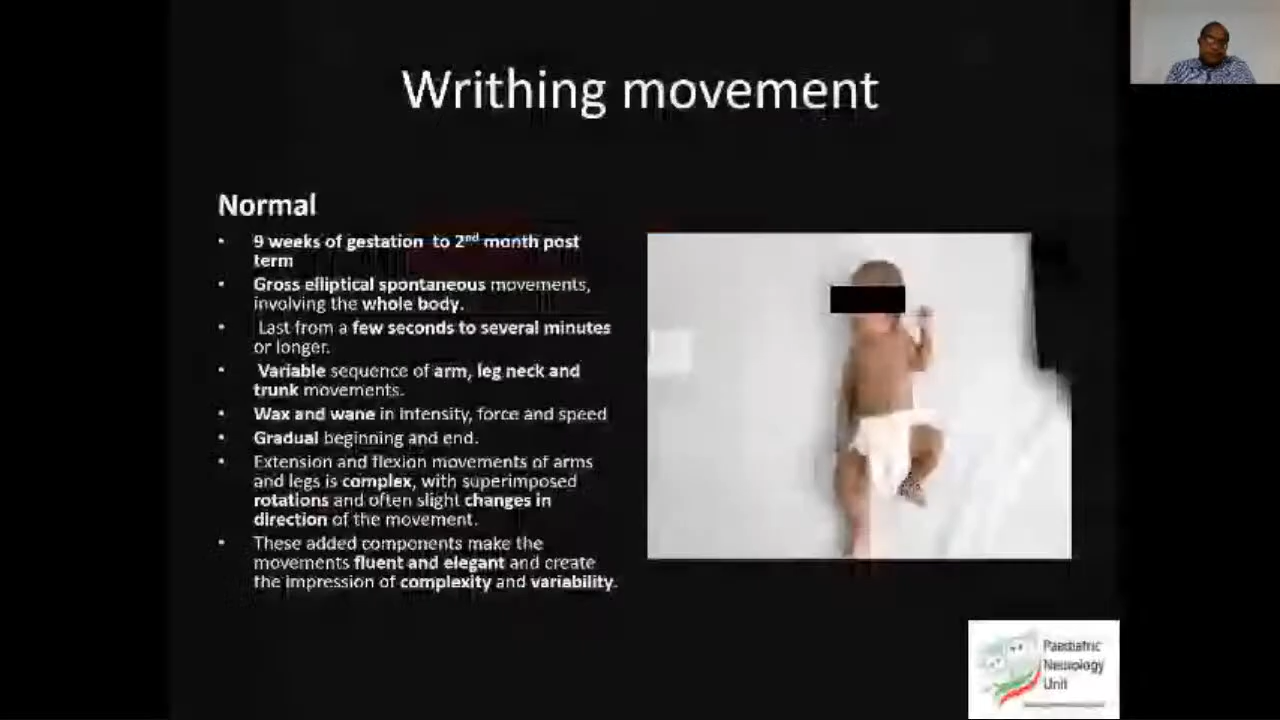 Writhing movement
Normal
• 9 weeks of gestation to 2nd month post
term
• Gross elliptical spontaneous movements,
involving the whole body.
• Last from a few seconds to several minutes
or longer.
• Variable sequence of arm, leg neck and
trunk movements.
• Wax and wane in intensity, force and speed
• Gradual beginning and end.
• Extension and flexion movements of arms
and legs is complex, with superimposed
rotations and often slight changes in
direction of the movement.
• These added components make the
movements fluent and elegant and create
the impression of complexity and variability.
Paediatric
Neurology
Unit